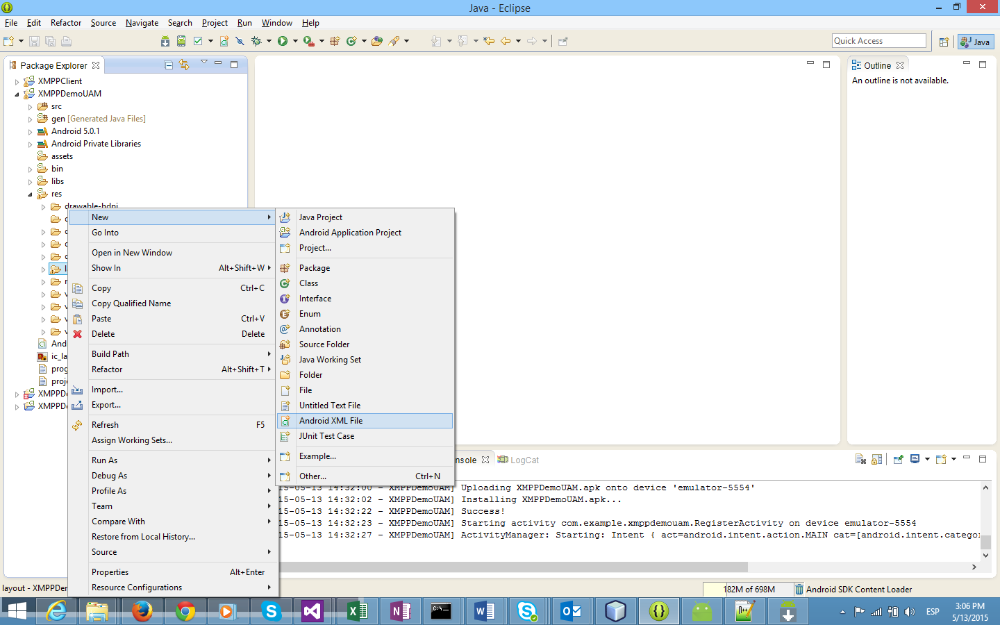 Java - Eclipse
File Edit Refactor Source Navigate Search Project Run Window Help
Quick Access
Java
Package Explorer
XMPPClient
XMPPDemoUAM
src
gen [Generated Java Files]
Android 5.0.1
Android Private Libraries
assets
bin
libs
res
drawable-hdpi
New
Go Into
Open in New Window
Show In Alt+Shift+W
Copy Ctrl+C
Copy Qualified Name
Paste Ctrl+V
Delete Delete
Build Path
Refactor Alt+Shift+T
Import...
Export...
Refresh F5
Assign Working Sets...
Run As
Debug As
Profile As
Team
Compare With
Restore from Local History...
Source
Properties Alt+Enter
Resource Configurations
Java Project
Android Application Project
Project...
Package
Class
Interface
Enum
Annotation
Source Folder
Java Working Set
Folder
File
Untitled Text File
Android XML File
JUnit Test Case
Example...
Other... Ctrl+N
Outline
An outline is not available.
nsole
LogCat
15-05-13 14:32:00 - XMPPDemoUAM] Uploading XMPPDemoUAM.apk onto device 'emulator-5554'
15-05-13 14:32:02 - XMPPDemoUAM] Installing XMPPDemoUAM.apk...
15-05-13 14:32:22 - XMPPDemoUAM] Success!
15-05-13 14:32:23 - XMPPDemoUAM] Starting activity com.example.xmppdemouam.RegisterActivity on device emulator-5554
15-05-13 14:32:27 - XMPPDemoUAM] ActivityManager: Starting: Intent { act=android.intent.action.MAIN cat=[android.intent.catego
And
ic_la
prog
proje
XMPPD
XMPPD
layout - XMPPDer
182M of 698M
Android SDK Content Loader
ESP
3:06 PM
5/13/2015